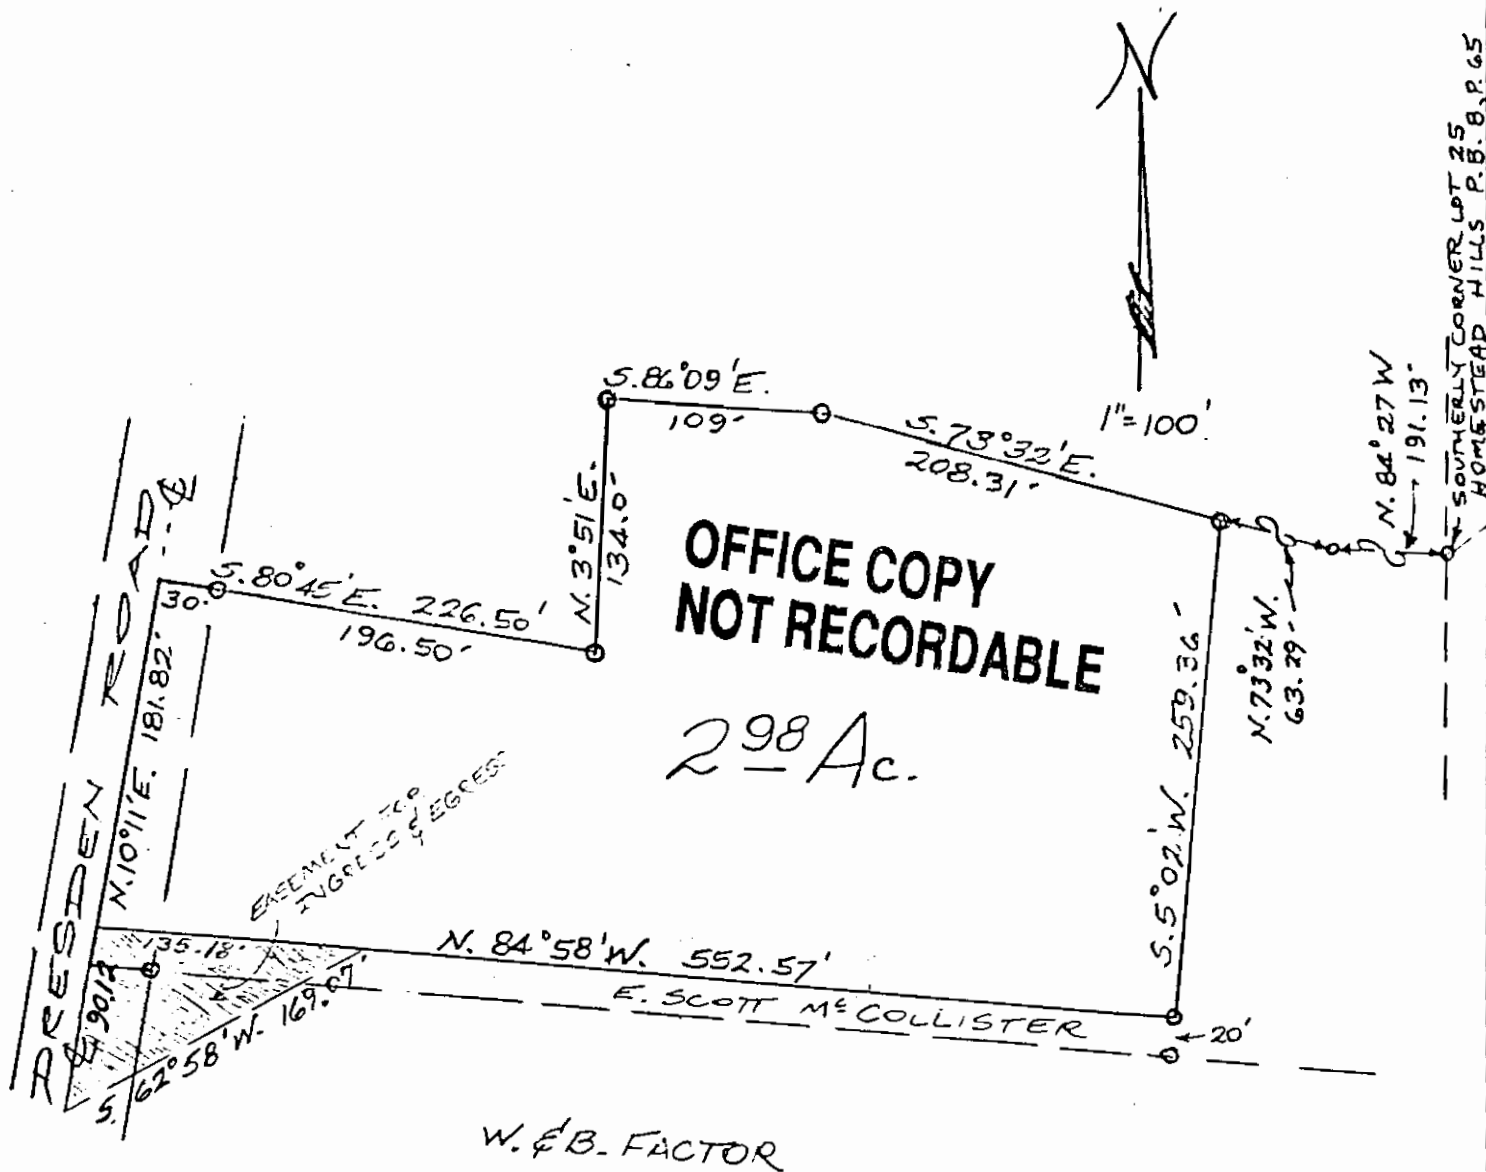 N
1"=100'
SOUTHERLY CORNER LOT 25
HOMESTEAD HILLS P.B. 8, P. 65
N. 84°27 W
191.13'
S. 86°09'E.
109'
S. 73°32'E.
208.31'
N. 3°51'E.
134.0'
OFFICE COPY
NOT RECORDABLE
2 98 Ac.
S. 80°45'E. 226.50'
30.'
196.50'
N. 73°32'W.
63.29'
S. 5°02'W. 259.36'
DRESDEN ROAD
℄
N. 10°11'E. 181.82'
EASEMENT FOR
INGRESS & EGRESS
135.18'
N. 84°58'W. 552.57'
E. SCOTT McCOLLISTER
20'
℄
90.12
S. 62°58'W. 169.07'
W. & B. FACTOR